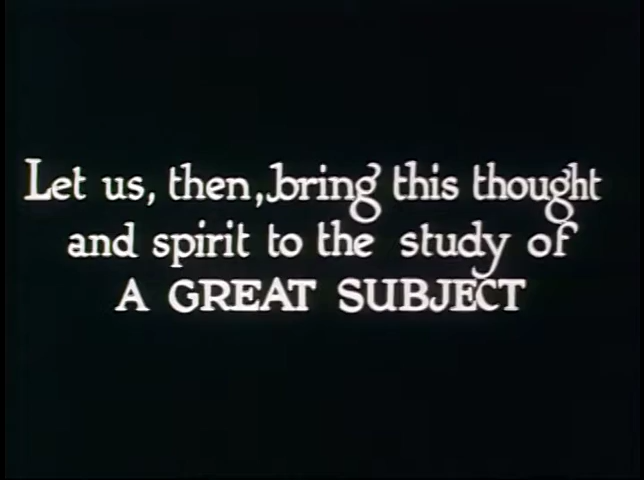 Let us, then, bring this thought
and spirit to the study of
A GREAT SUBJECT